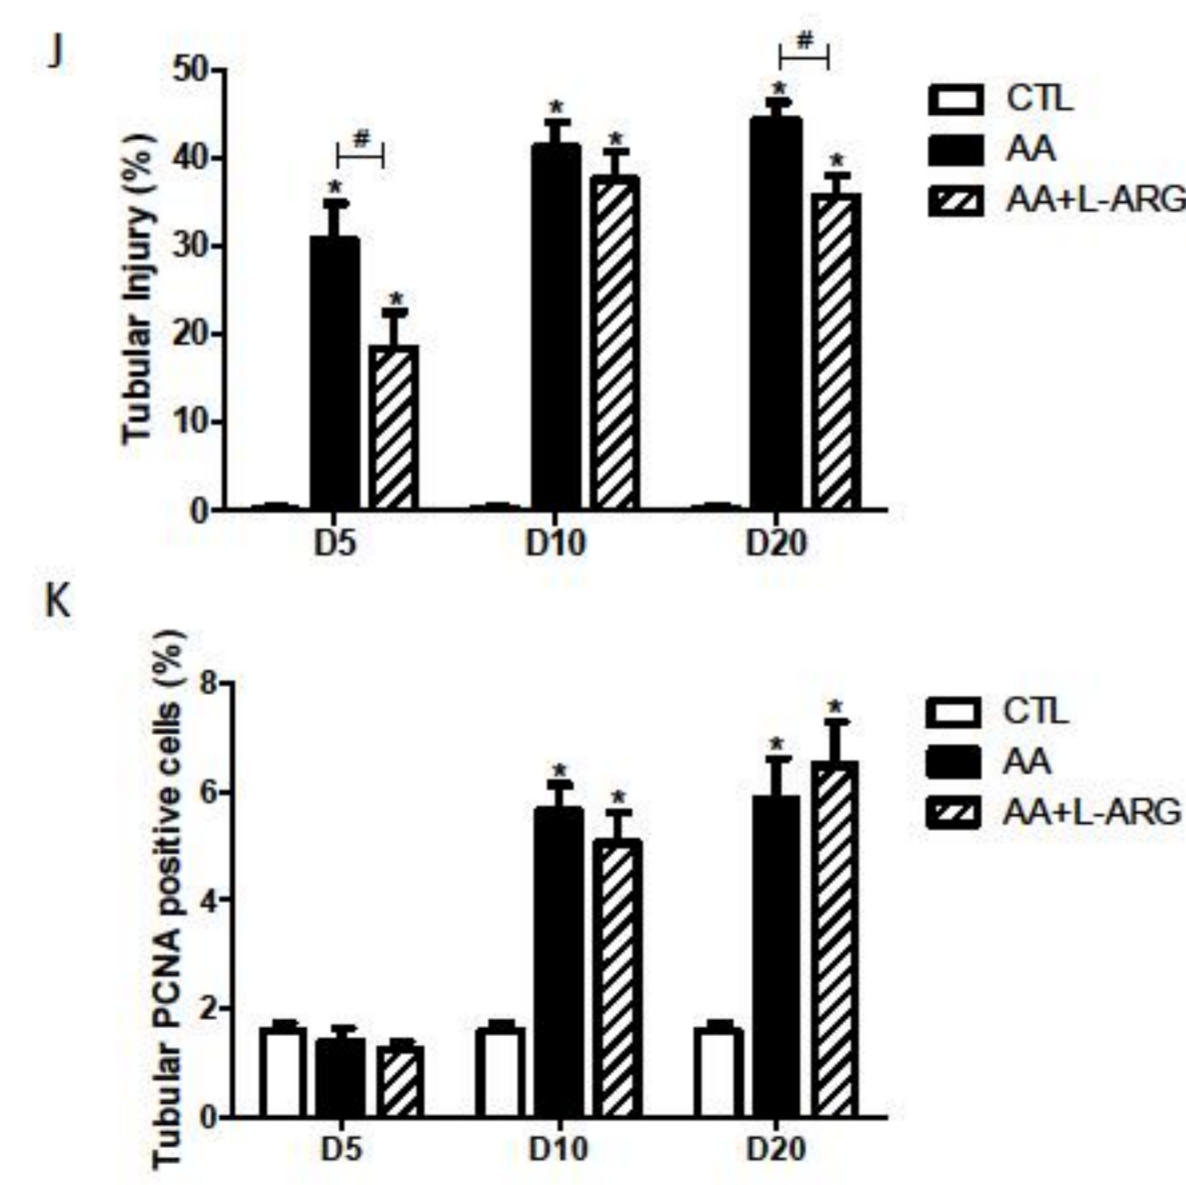 J
Tubular Injury (%)
50
40
30
20
10
0
#
#
*
*
*
*
*
*
D5
D10
D20
CTL
AA
AA+L-ARG
K
Tubular PCNA positive cells (%)
8
6
4
2
0
*
*
*
*
D5
D10
D20
CTL
AA
AA+L-ARG